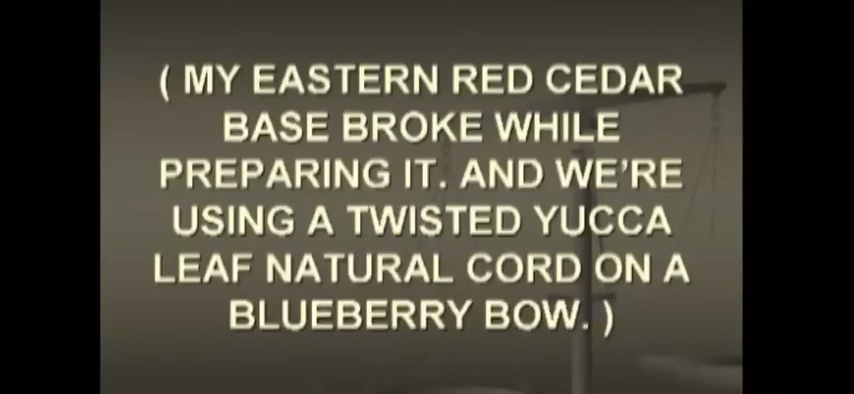 ( MY EASTERN RED CEDAR
BASE BROKE WHILE
PREPARING IT. AND WE'RE
USING A TWISTED YUCCA
LEAF NATURAL CORD ON A
BLUEBERRY BOW. )